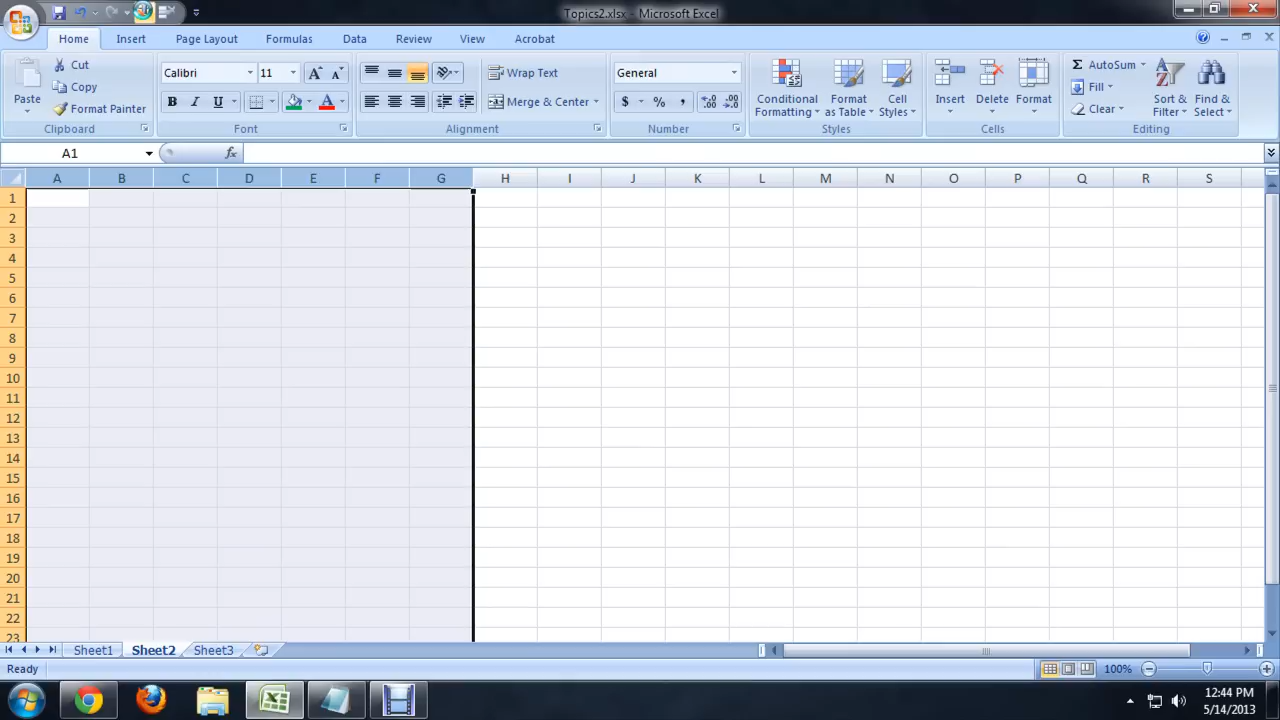 Topics2.xlsx - Microsoft Excel
Home Insert Page Layout Formulas Data Review View Acrobat
Paste
Cut
Copy
Format Painter
Clipboard
Calibri 11
A A
B I U A
Font
Wrap Text
Merge & Center
Alignment
General
$ % , .00 .0
Number
Conditional Formatting
Format as Table
Cell Styles
Styles
Insert Delete Format
Cells
Σ AutoSum
Fill
Clear
Sort & Filter
Find & Select
Editing
A1 fx
A B C D E F G H I J K L M N O P Q R S
1
2
3
4
5
6
7
8
9
10
11
12
13
14
15
16
17
18
19
20
21
22
23
Sheet1 Sheet2 Sheet3
Ready 100%
12:44 PM
5/14/2013